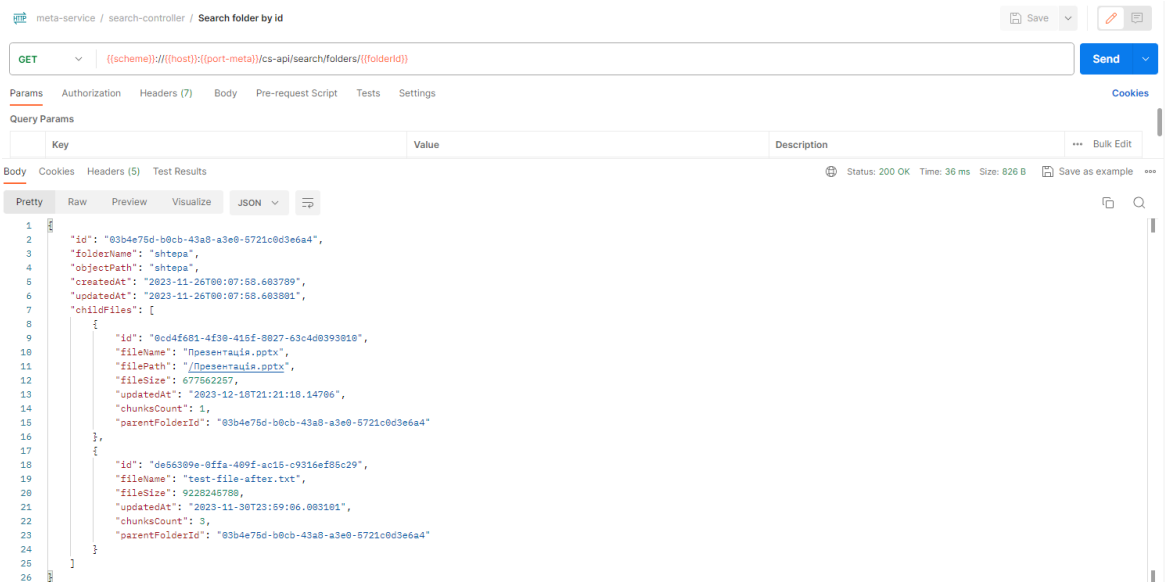 HTTP meta-service / search-controller / Search folder by id Save
GET {{scheme}}://{{host}}:{{port-meta}}/cs-api/search/folders/{{folderId}} Send
Params Authorization Headers (7) Body Pre-request Script Tests Settings Cookies
Query Params
Key Value Description Bulk Edit
Body Cookies Headers (5) Test Results Status: 200 OK Time: 36 ms Size: 826 B Save as example
Pretty Raw Preview Visualize JSON
1 {
2 "id": "03b4e75d-b0cb-43a8-a3e0-5721c0d3e6a4",
3 "folderName": "shtepa",
4 "objectPath": "shtepa",
5 "createdAt": "2023-11-26T00:07:58.603789",
6 "updatedAt": "2023-11-26T00:07:58.603801",
7 "childFiles": [
8 {
9 "id": "0cd4f681-4f30-415f-8027-63c4d0393010",
10 "fileName": "Презентація.pptx",
11 "filePath": "/Презентація.pptx",
12 "fileSize": 677562257,
13 "updatedAt": "2023-12-18T21:21:18.14706",
14 "chunksCount": 1,
15 "parentFolderId": "03b4e75d-b0cb-43a8-a3e0-5721c0d3e6a4"
16 },
17 {
18 "id": "de56309e-0ffa-409f-ac15-c9316ef85c29",
19 "fileName": "test-file-after.txt",
20 "fileSize": 9228245780,
21 "updatedAt": "2023-11-30T23:59:06.003101",
22 "chunksCount": 3,
23 "parentFolderId": "03b4e75d-b0cb-43a8-a3e0-5721c0d3e6a4"
24 }
25 ]
26 }